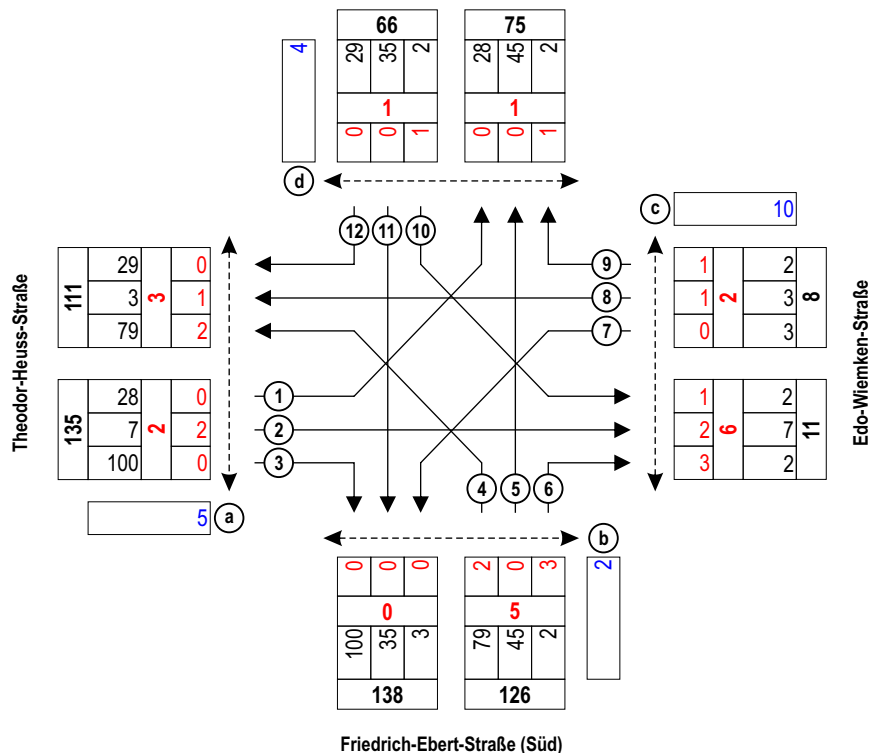 66 75
29 35 2 28 45 2
4
1 1
0 0 1 0 0 1
d
c 10
12 11 10
Theodor-Heuss-Straße
111
29 0
3 3 1
79 2
9
8
7
1 2
1 2 3 8
0 3
Edo-Wiemken-Straße
135
28 0
7 2 2
100 0
1
2
3
1 2
2 6 7 11
3 2
4 5 6
5 a
b
2
0 0 0 2 0 3
0 5
100 35 3 79 45 2
138 126
Friedrich-Ebert-Straße (Süd)